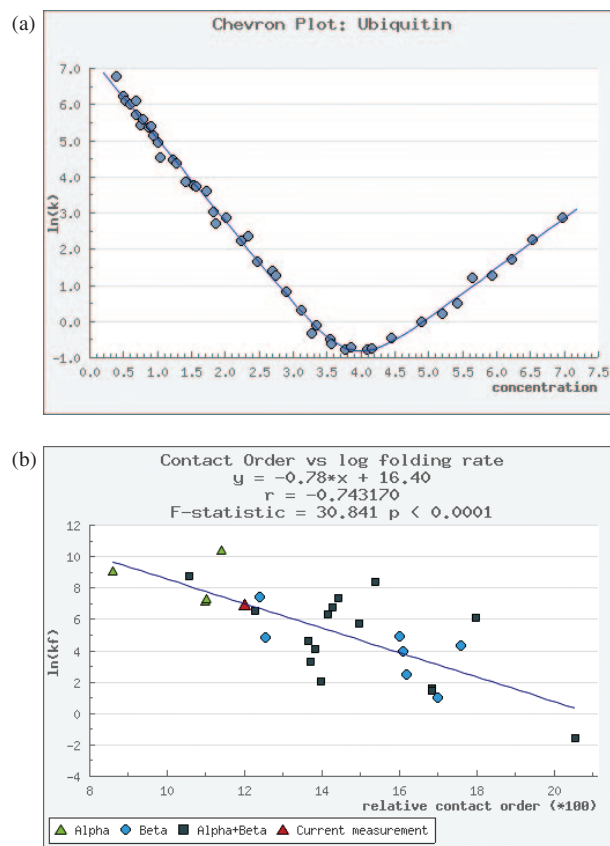 (a)
Chevron Plot: Ubiquitin
7.0
6.0
5.0
4.0
3.0
2.0
1.0
0.0
-1.0
ln(k)
0.0 0.5 1.0 1.5 2.0 2.5 3.0 3.5 4.0 4.5 5.0 5.5 6.0 6.5 7.0 7.5
concentration
(b)
Contact Order vs log folding rate
y = -0.78*x + 16.40
r = -0.743170
F-statistic = 30.841 p < 0.0001
12
10
8
6
4
2
0
-2
-4
ln(kf)
8 10 12 14 16 18 20
relative contact order (*100)
Alpha Beta Alpha+Beta Current measurement